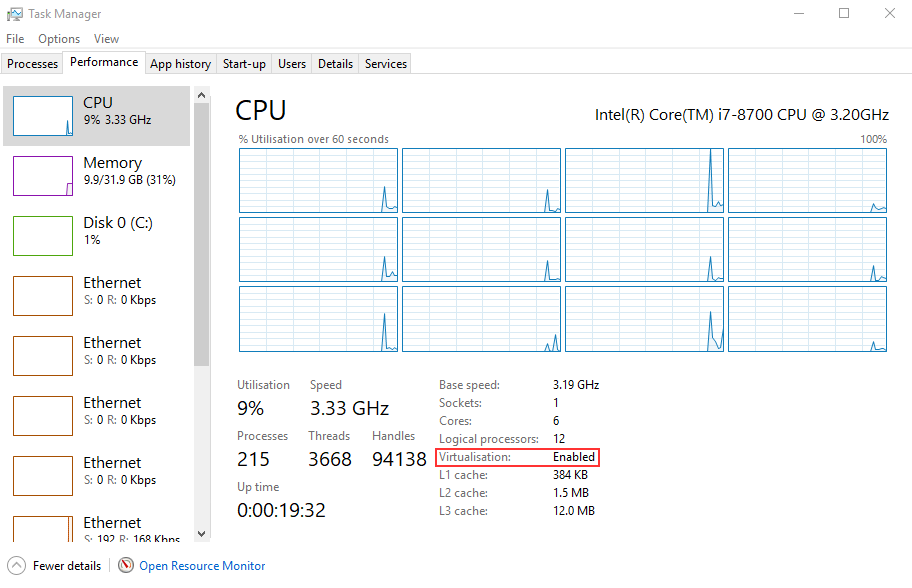 Task Manager
File Options View
Processes Performance App history Start-up Users Details Services
CPU
9% 3.33 GHz
Memory
9.9/31.9 GB (31%)
Disk 0 (C:)
1%
Ethernet
S: 0 R: 0 Kbps
Ethernet
S: 0 R: 0 Kbps
Ethernet
S: 0 R: 0 Kbps
Ethernet
S: 0 R: 0 Kbps
Ethernet
S: 192 R: 168 Kbps
CPU
Intel(R) Core(TM) i7-8700 CPU @ 3.20GHz
% Utilisation over 60 seconds 100%
Utilisation Speed
9% 3.33 GHz
Processes Threads Handles
215 3668 94138
Up time
0:00:19:32
Base speed: 3.19 GHz
Sockets: 1
Cores: 6
Logical processors: 12
Virtualisation: Enabled
L1 cache: 384 KB
L2 cache: 1.5 MB
L3 cache: 12.0 MB
Fewer details Open Resource Monitor